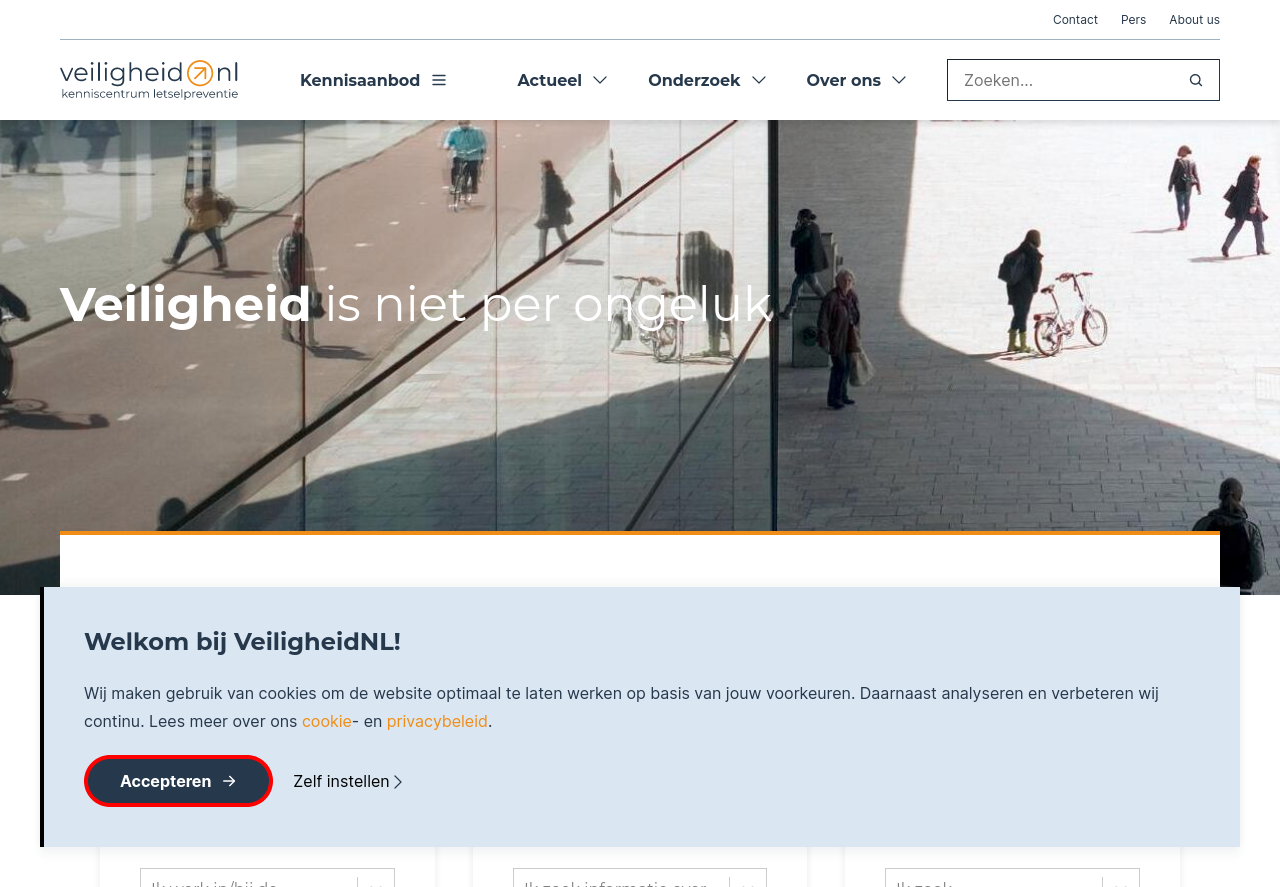 Contact Pers About us
veiligheid nl
kenniscentrum letselpreventie
Kennisaanbod
Actueel
Onderzoek
Over ons
Zoeken...
Veiligheid is niet per ongeluk
Welkom bij VeiligheidNL!
Wij maken gebruik van cookies om de website optimaal te laten werken op basis van jouw voorkeuren. Daarnaast analyseren en verbeteren wij
continu. Lees meer over ons cookie- en privacybeleid.
Accepteren
Zelf instellen
Ik werk in/bij de
Ik zoek informatie over
Ik zoek